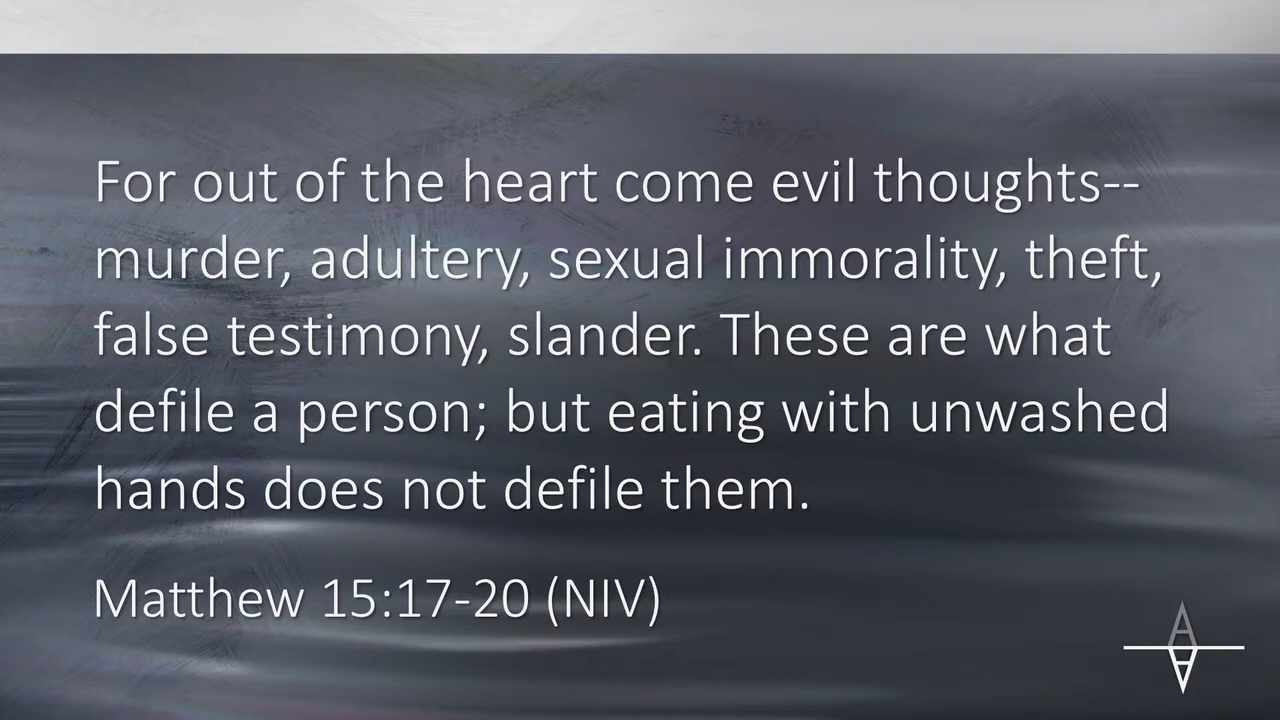 For out of the heart come evil thoughts--
murder, adultery, sexual immorality, theft,
false testimony, slander. These are what
defile a person; but eating with unwashed
hands does not defile them.
Matthew 15:17-20 (NIV)